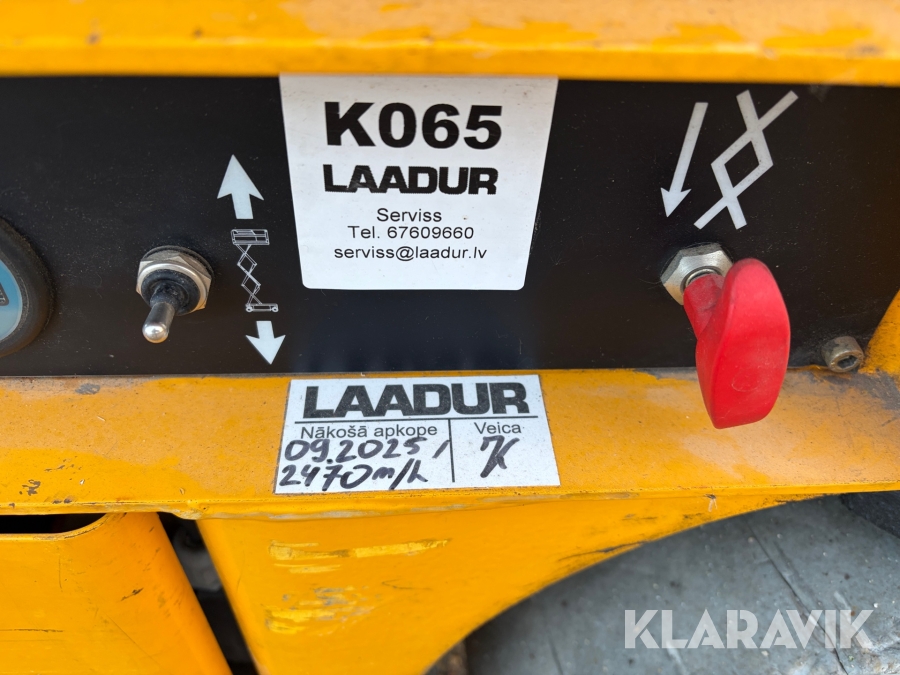 K065
LAADUR
Serviss
Tel. 67609660
serviss@laadur.lv
LAADUR
Nākošā apkope
Veica
09.2025/
2470m/h
KLARAVIK